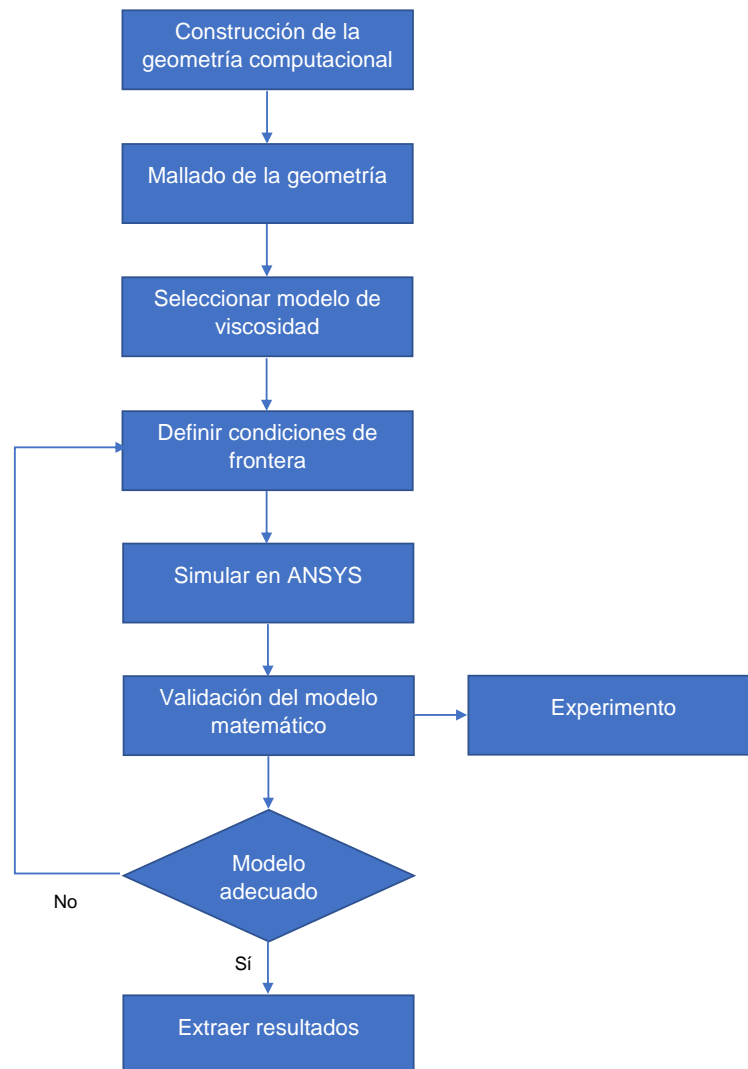 Construcción de la
geometría computacional
Mallado de la geometría
Seleccionar modelo de
viscosidad
Definir condiciones de
frontera
Simular en ANSYS
Validación del modelo
matemático
Experimento
Modelo
adecuado
No
Sí
Extraer resultados